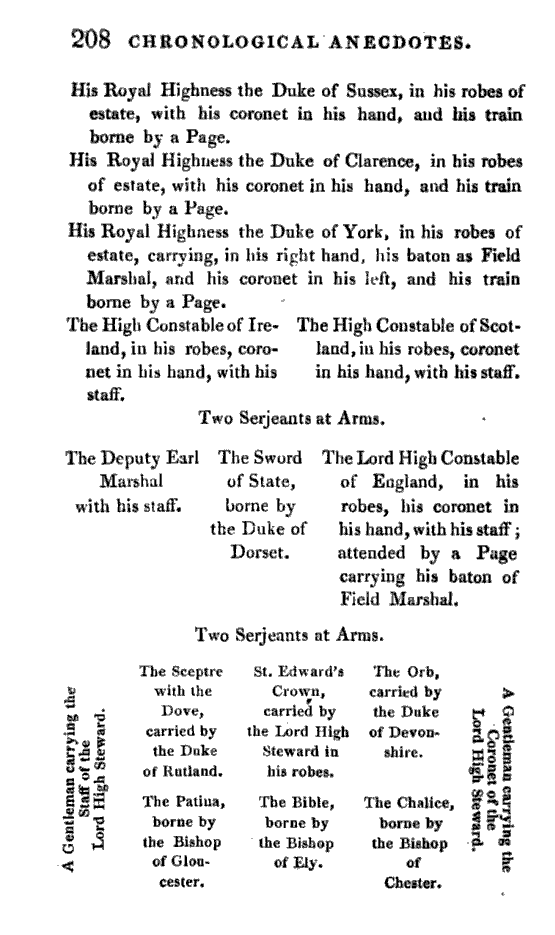 208 CHRONOLOGICAL ANECDOTES.
His Royal Highness the Duke of Sussex, in his robes of
estate, with his coronet in his hand, and his train
borne by a Page.
His Royal Highness the Duke of Clarence, in his robes
of estate, with his coronet in his hand, and his train
borne by a Page.
His Royal Highness the Duke of York, in his robes of
estate, carrying, in his right hand, his baton as Field
Marshal, and his coronet in his left, and his train
borne by a Page.
The High Constable of Ire-
land, in his robes, coro-
net in his hand, with his
staff.
The High Constable of Scot-
land, in his robes, coronet
in his hand, with his staff.
Two Serjeants at Arms.
The Deputy Earl
Marshal
with his staff.
The Sword
of State,
borne by
the Duke of
Dorset.
The Lord High Constable
of England, in his
robes, his coronet in
his hand, with his staff;
attended by a Page
carrying his baton of
Field Marshal.
Two Serjeants at Arms.
A Gentleman carrying the
Staff of the
Lord High Steward.
The Sceptre
with the
Dove,
carried by
the Duke
of Rutland.
St. Edward's
Crown,
carried by
the Lord High
Steward in
his robes.
The Orb,
carried by
the Duke
of Devon-
shire.
The Patina,
borne by
the Bishop
of Glou-
cester.
The Bible,
borne by
the Bishop
of Ely.
The Chalice,
borne by
the Bishop
of
Chester.
A Gentleman carrying the
Coronet of the
Lord High Steward.